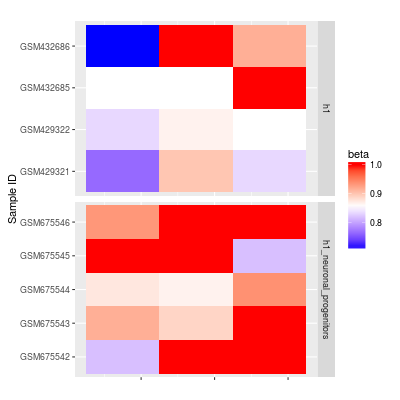 Sample ID
GSM432686
GSM432685
GSM429322
GSM429321
h1
GSM675546
GSM675545
GSM675544
GSM675543
GSM675542
h1_neuronal_progenitors
beta
1.0
0.9
0.8